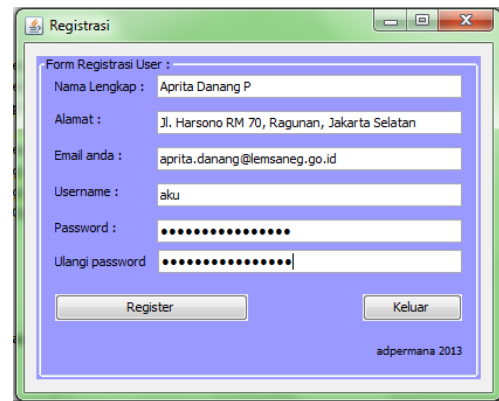 Registrasi
Form Registrasi User :
Nama Lengkap : Aprita Danang P
Alamat : Jl. Harsono RM 70, Ragunan, Jakarta Selatan
Email anda : aprita.danang@lemsaneg.go.id
Username : aku
Password : ●●●●●●●●●●●●●●●●
Ulangi password ●●●●●●●●●●●●●●●●
Register Keluar
adpermana 2013